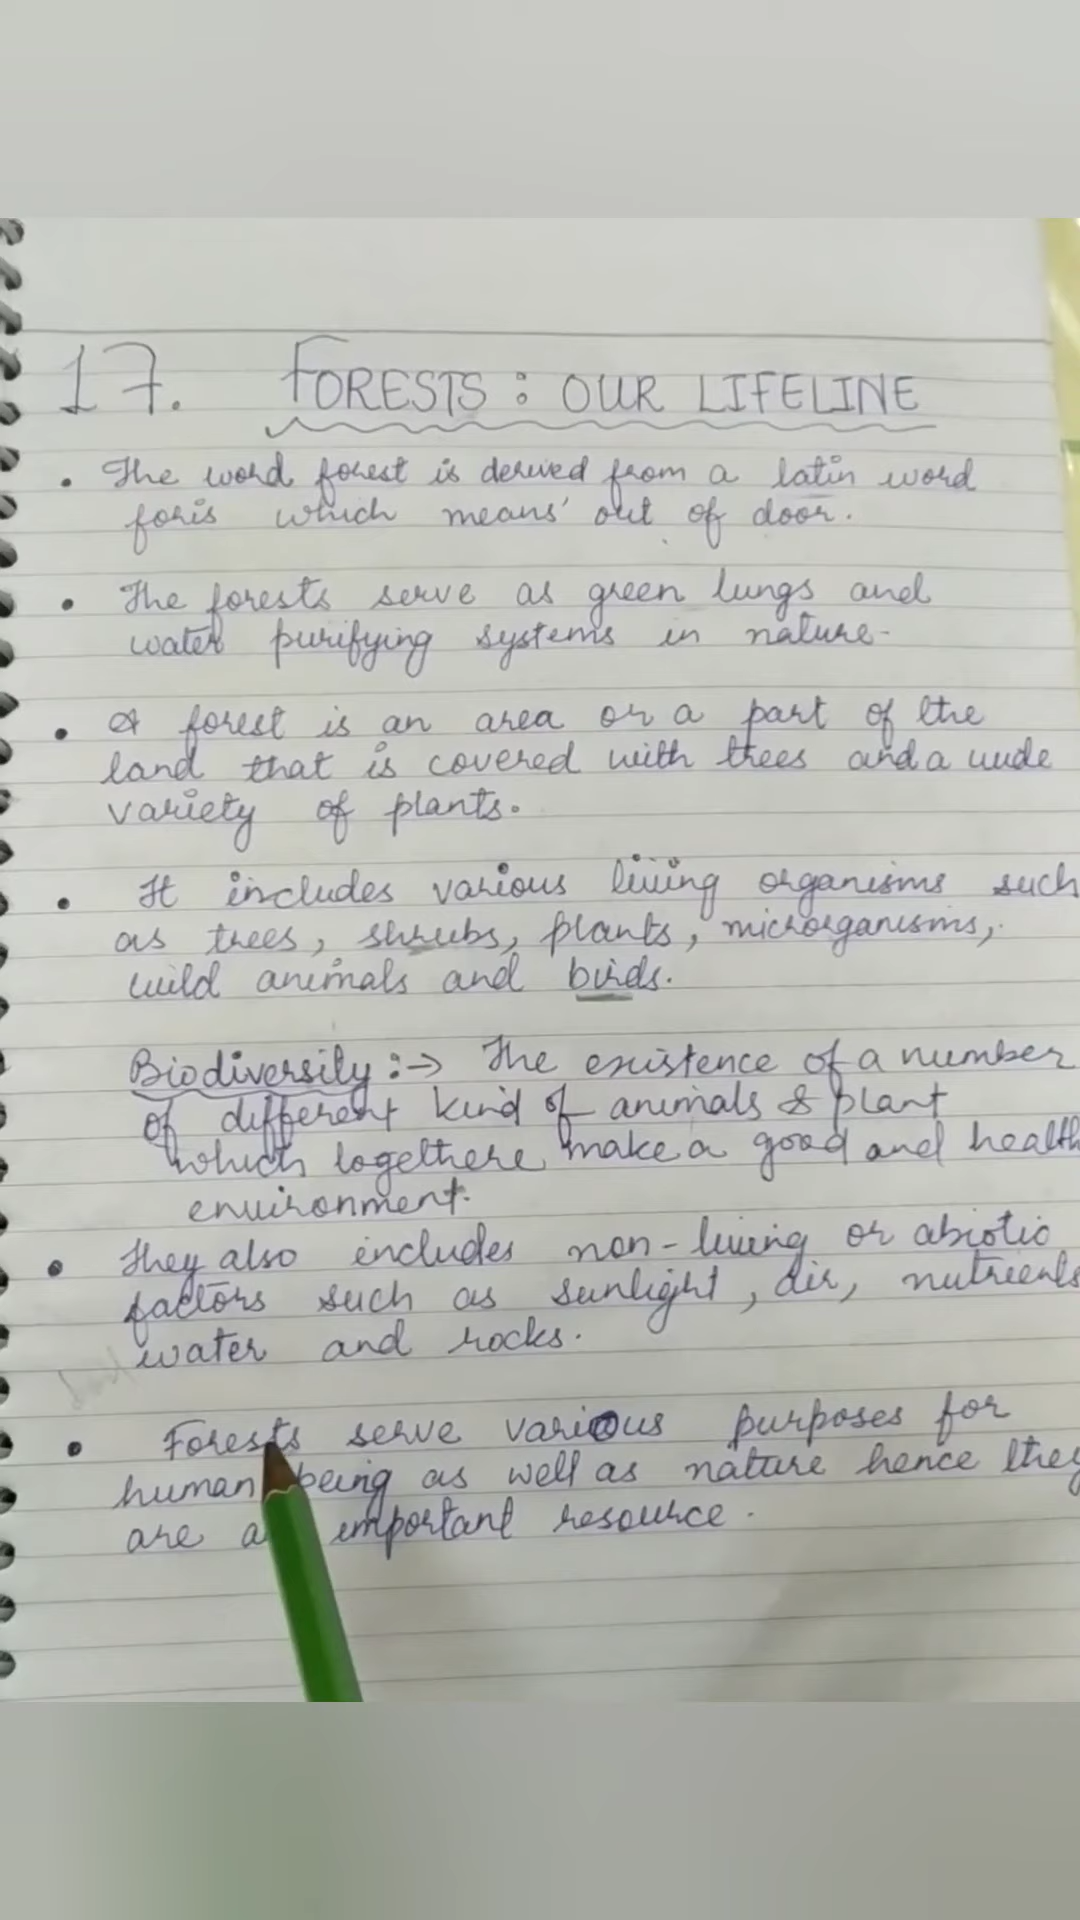 17. FORESTS : OUR LIFELINE
• The word forest is derived from a latin word
foris which means' out of door.
• The forests serve as green lungs and
water purifying systems in nature-
• A forest is an area or a part of the
land that is covered with trees and a wide
variety of plants.
• It includes various living organisms such
as trees, shrubs, plants, microrganisms,
wild animals and birds.
Biodiversity :→ The existence of a number
of different kind of animals & plant
which logethere make a good and health
environment.
• They also includes non-living or abiotic
factors such as sunlight, air, nutrients
water and rocks.
• Forests serve various purposes for
human being as well as nature hence they
are important resource.